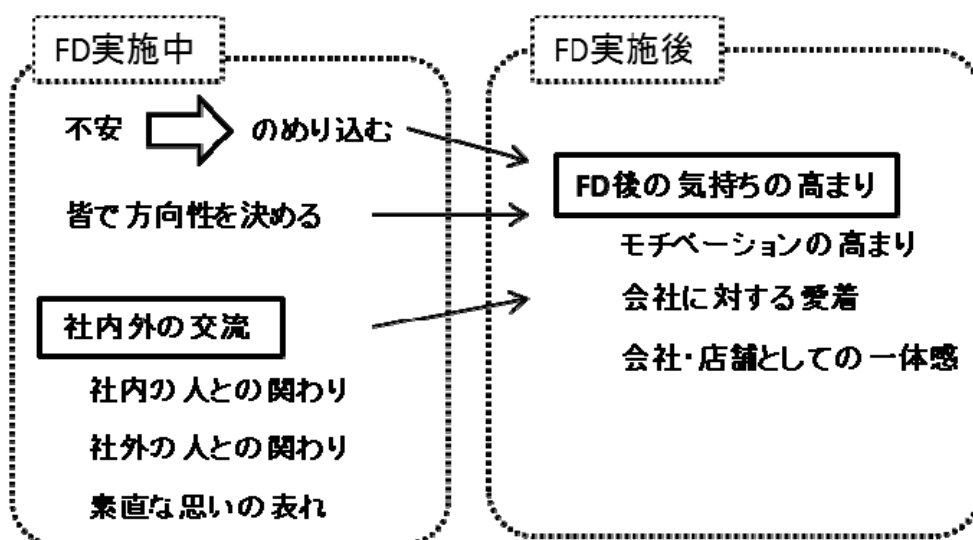 FD実施中
不安
のめり込む
皆で方向性を決める
社内外の交流
社内の人との関わり
社外の人との関わり
素直な思いの表れ
FD実施後
FD後の気持ちの高まり
モチベーションの高まり
会社に対する愛着
会社・店舗としての一体感